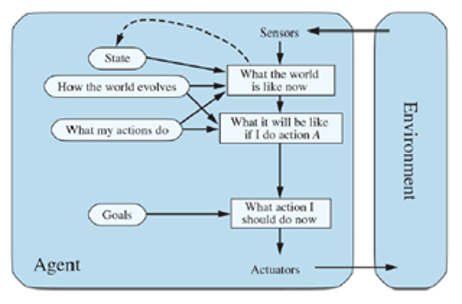 Sensors
State
What the world
is like now
How the world evolves
What it will be like
if I do action A
What my actions do
Environment
What action I
should do now
Goals
Agent
Actuators